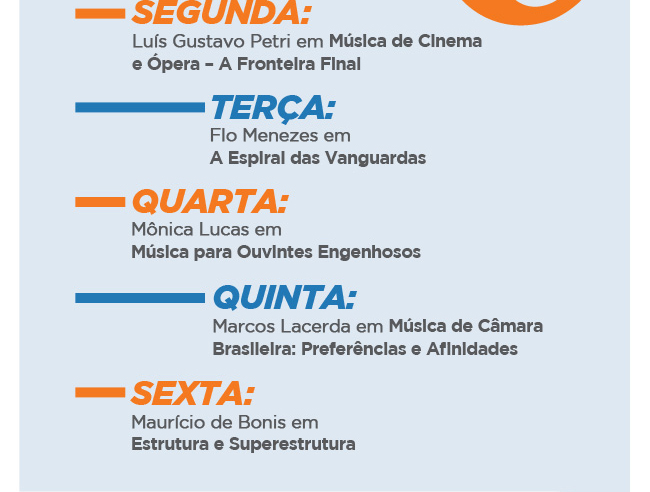 SEGUNDA:
Luís Gustavo Petri em Música de Cinema
e Ópera – A Fronteira Final
TERÇA:
Flo Menezes em
A Espiral das Vanguardas
QUARTA:
Mônica Lucas em
Música para Ouvintes Engenhosos
QUINTA:
Marcos Lacerda em Música de Câmara
Brasileira: Preferências e Afinidades
SEXTA:
Maurício de Bonis em
Estrutura e Superestrutura